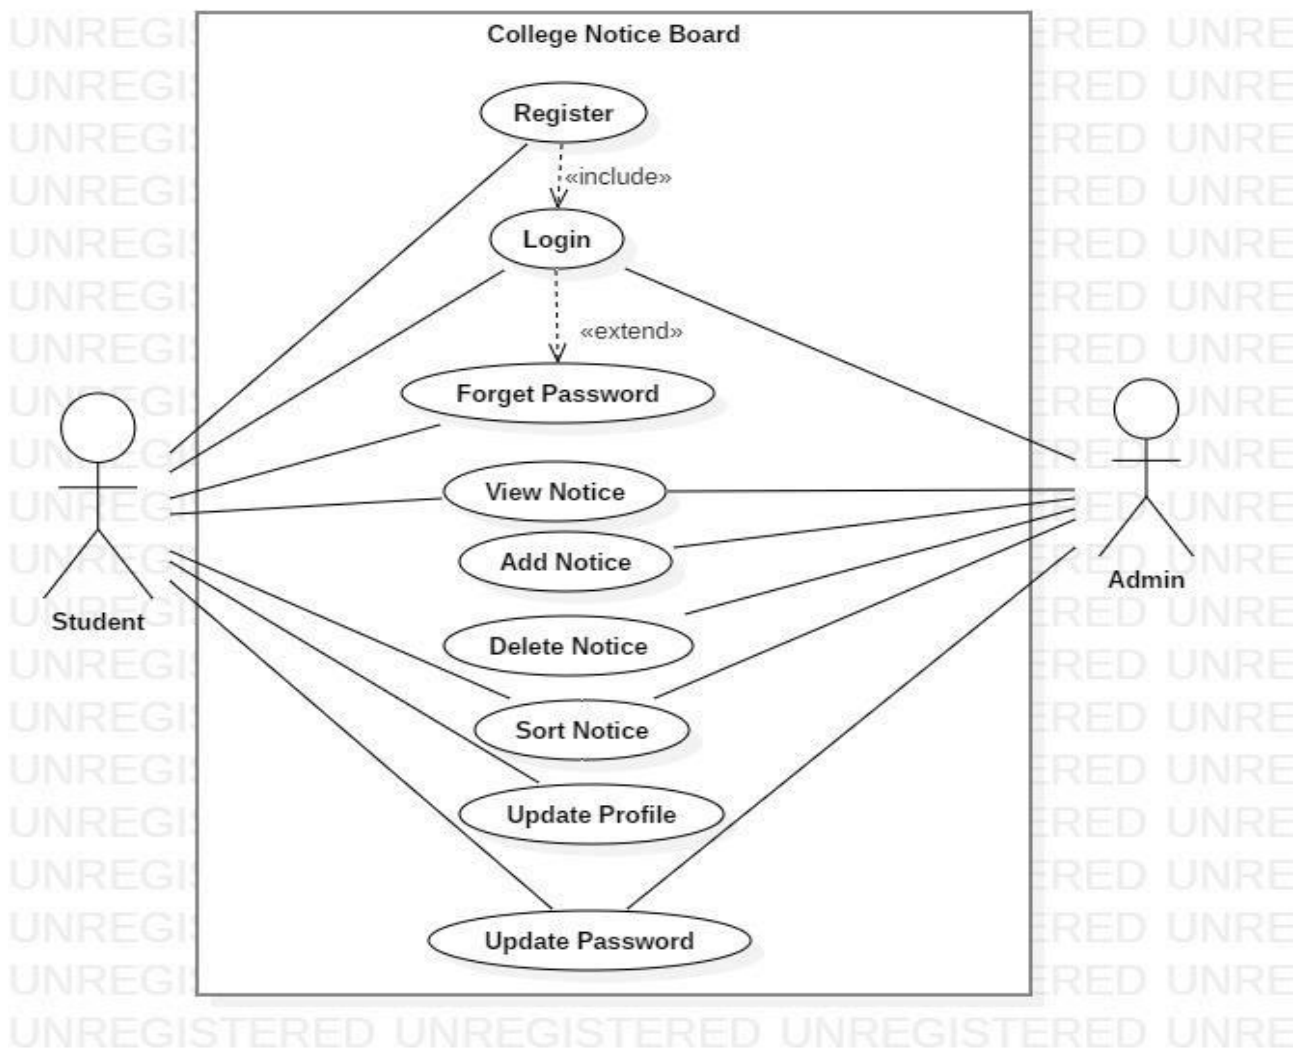 College Notice Board
Register
«include»
Login
«extend»
Forget Password
View Notice
Add Notice
Delete Notice
Sort Notice
Update Profile
Update Password
Student
Admin
UNREGISTERED UNREGISTERED UNREGISTERED UNRE